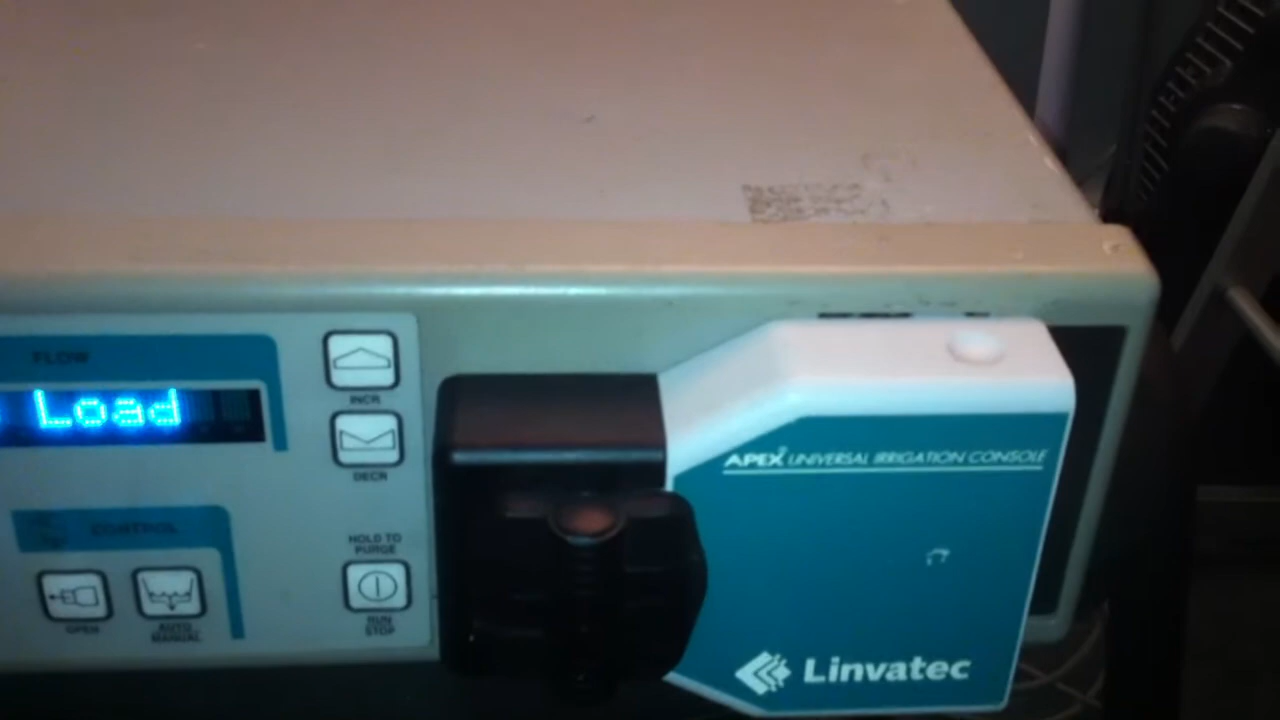 FLOW
Load
INCR
DECR
CONTROL
HOLD TO
PURGE
OPEN
AUTO
MANUAL
RUN
STOP
APEX UNIVERSAL IRRIGATION CONSOLE
Linvatec